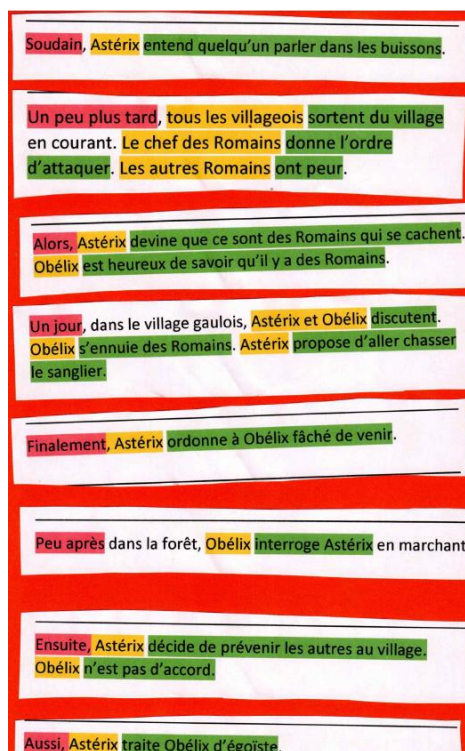 Soudain, Astérix entend quelqu'un parler dans les buissons.
Un peu plus tard, tous les villageois sortent du village
en courant. Le chef des Romains donne l'ordre
d'attaquer. Les autres Romains ont peur.
Alors, Astérix devine que ce sont des Romains qui se cachent.
Obélix est heureux de savoir qu'il y a des Romains.
Un jour, dans le village gaulois, Astérix et Obélix discutent.
Obélix s'ennuie des Romains. Astérix propose d'aller chasser
le sanglier.
Finalement, Astérix ordonne à Obélix fâché de venir.
Peu après dans la forêt, Obélix interroge Astérix en marchant
Ensuite, Astérix décide de prévenir les autres au village.
Obélix n'est pas d'accord.
Aussi, Astérix traite Obélix d'égoïste.